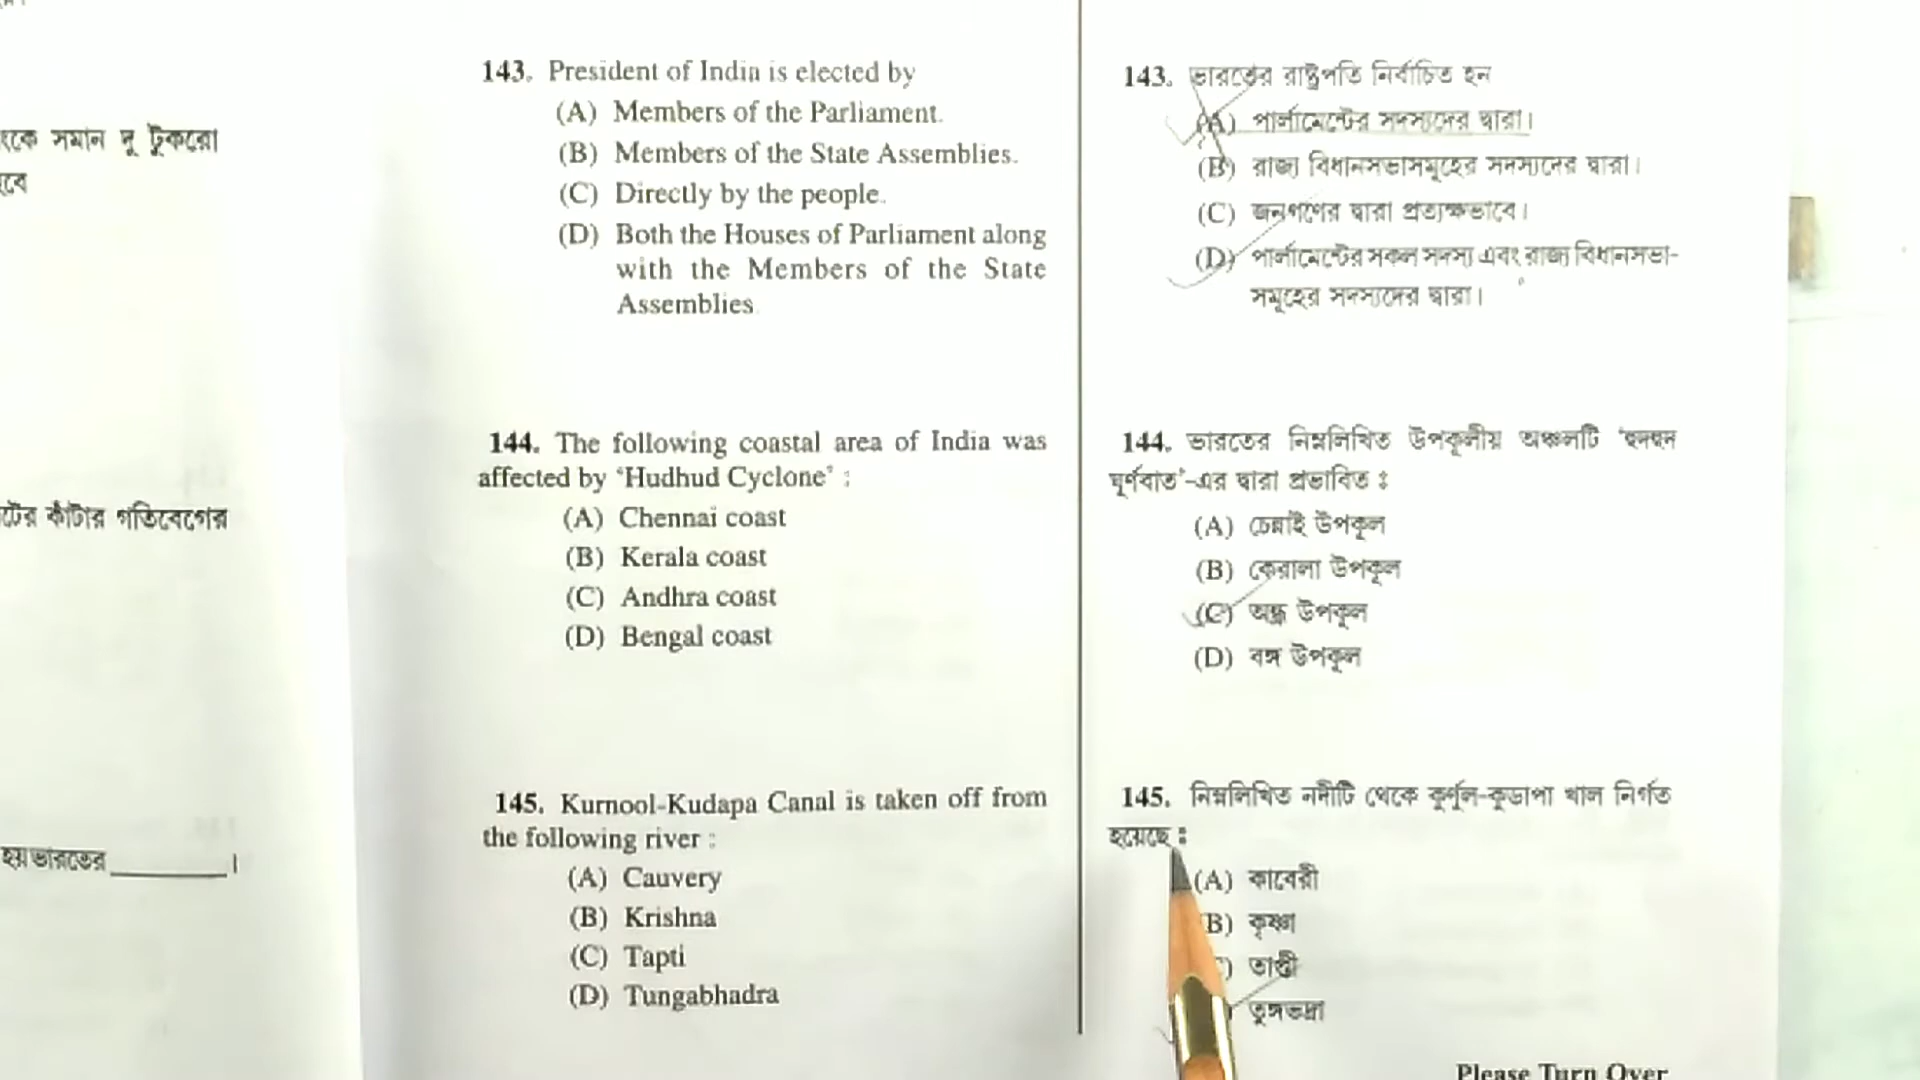 কে সমান দু টুকরো
143. President of India is elected by
(A) Members of the Parliament.
(B) Members of the State Assemblies.
(C) Directly by the people.
(D) Both the Houses of Parliament along
with the Members of the State
Assemblies.
144. The following coastal area of India was
affected by ‘Hudhud Cyclone’ :
(A) Chennai coast
(B) Kerala coast
(C) Andhra coast
(D) Bengal coast
145. Kurnool-Kudapa Canal is taken off from
the following river :
(A) Cauvery
(B) Krishna
(C) Tapti
(D) Tungabhadra
143. ভারতের রাষ্ট্রপতি নির্বাচিত হন
(A) পার্লামেন্টের সদস্যদের দ্বারা।
(B) রাজ্য বিধানসভাসমূহের সদস্যদের দ্বারা।
(C) জনগণের দ্বারা প্রত্যক্ষভাবে।
(D) পার্লামেন্টের সকল সদস্য এবং রাজ্য বিধানসভা-
সমূহের সদস্যদের দ্বারা।
144. ভারতের নিম্নলিখিত উপকূলীয় অঞ্চলটি ‘হুদহুদ
ঘূর্ণবাত’-এর দ্বারা প্রভাবিত ঃ
(A) চেন্নাই উপকূল
(B) কেরালা উপকূল
(C) অন্ধ্র উপকূল
(D) বঙ্গ উপকূল
145. নিম্নলিখিত নদীটি থেকে কুর্ণুল-কুডাপা খাল নির্গত
হয়েছে ঃ
(A) কাবেরী
B) কৃষ্ণা
) তাপ্তী
তুঙ্গভদ্রা
Please Turn Over
কাঁটার গতিবেগের
হয় ভারতের ________ ।